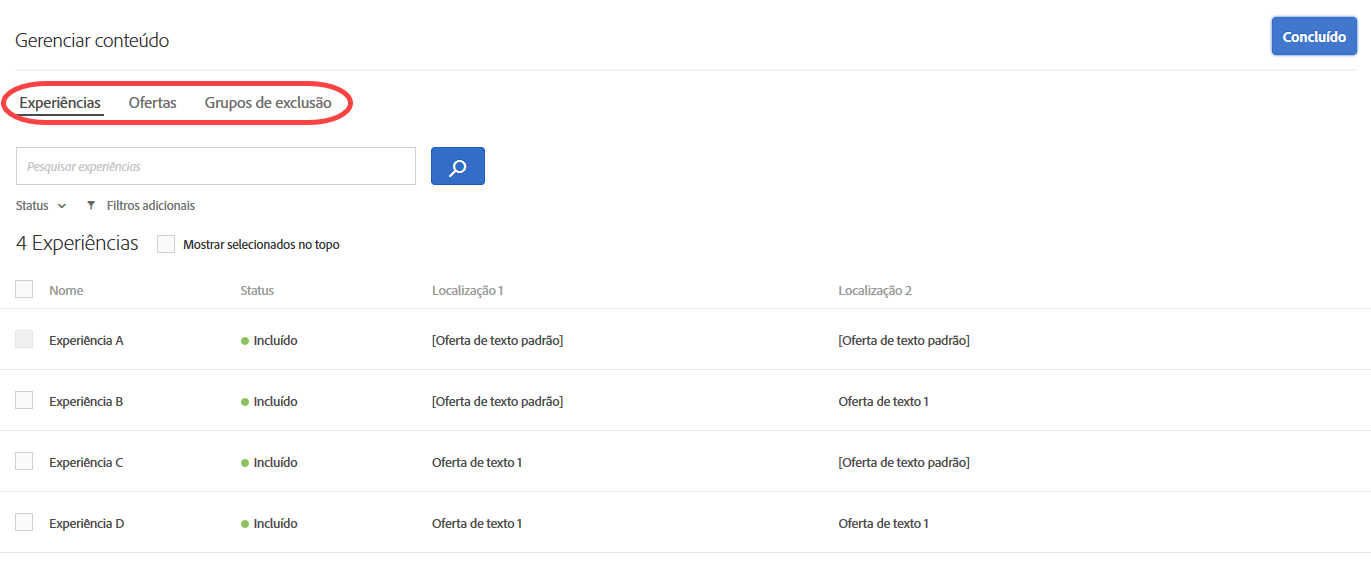 Gerenciar conteúdo
Concluído
Experiências Ofertas Grupos de exclusão
Pesquisar experiências
Status Filtros adicionais
4 Experiências Mostrar selecionados no topo
Nome Status Localização 1 Localização 2
Experiência A Incluído [Oferta de texto padrão] [Oferta de texto padrão]
Experiência B Incluído [Oferta de texto padrão] Oferta de texto 1
Experiência C Incluído Oferta de texto 1 [Oferta de texto padrão]
Experiência D Incluído Oferta de texto 1 Oferta de texto 1